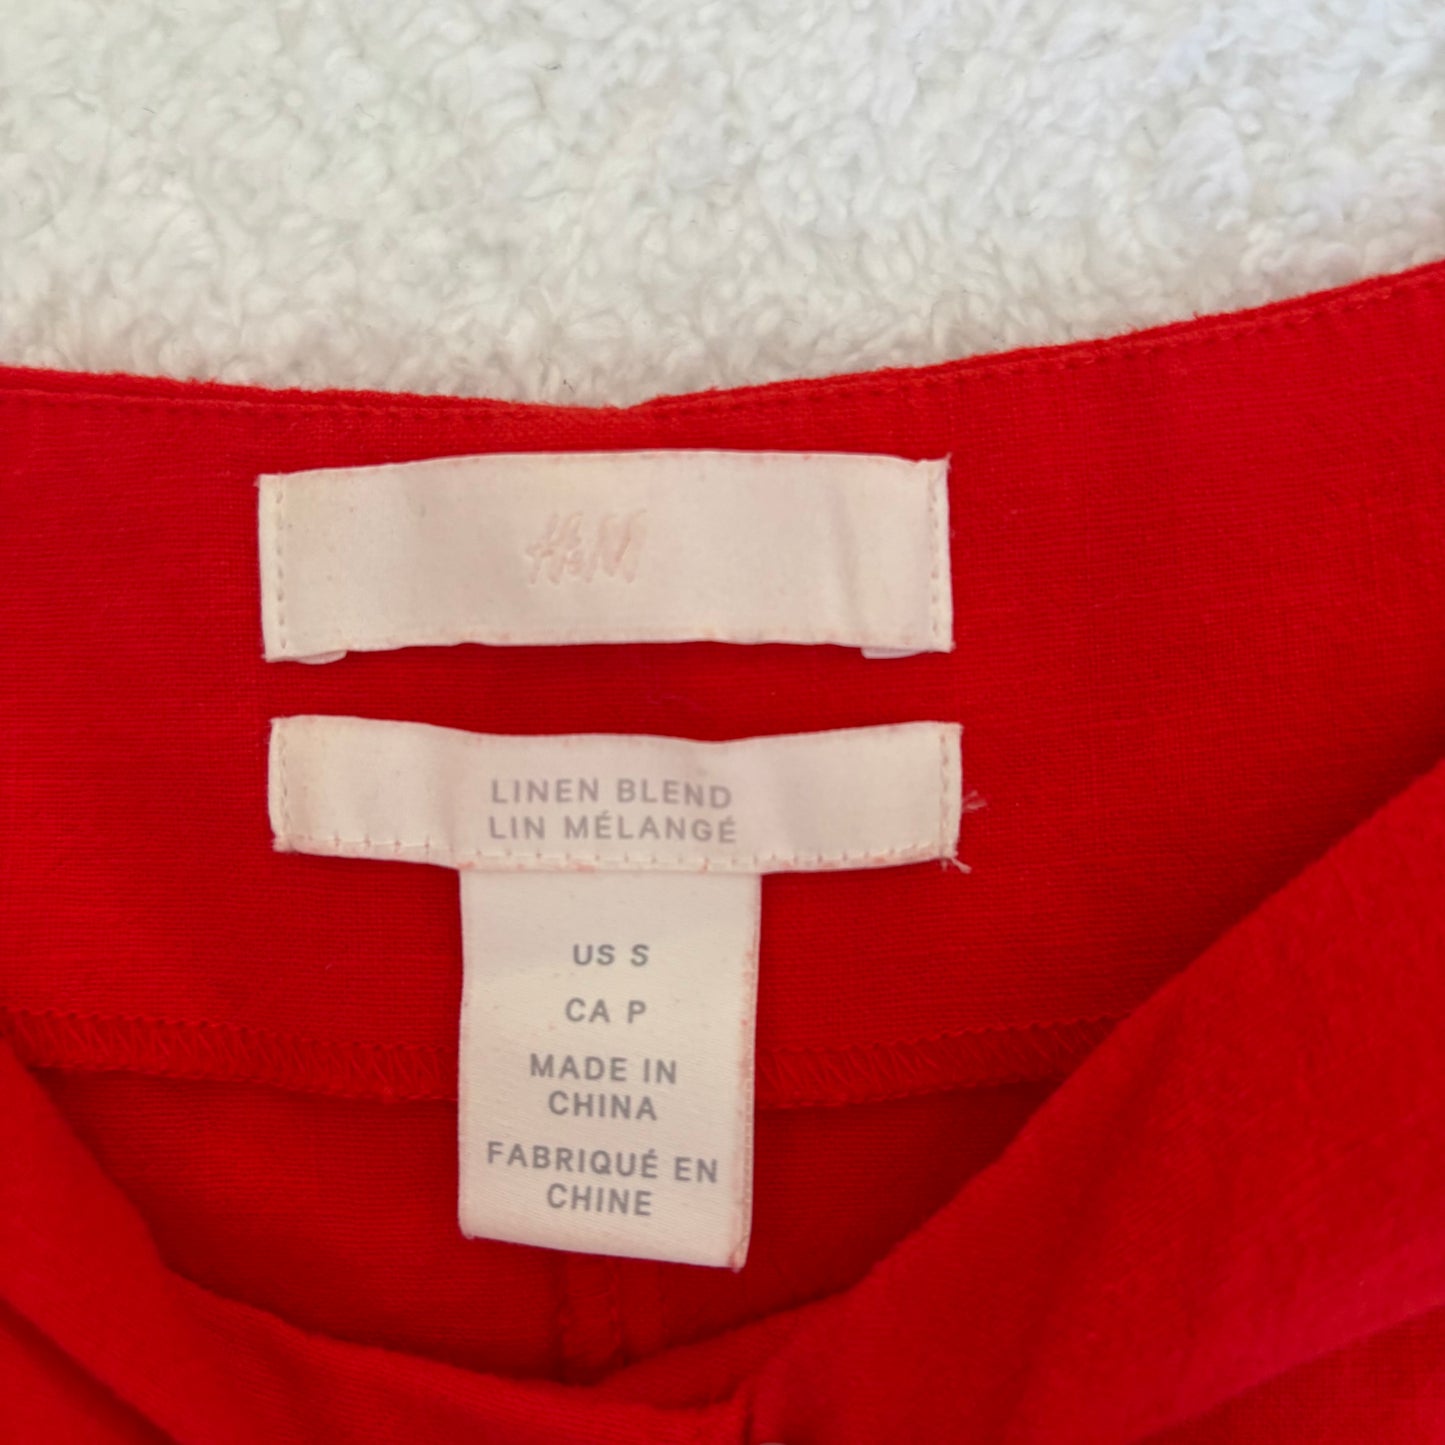 H&M
LINEN BLEND
LIN MÉLANGÉ
US S
CA P
MADE IN
CHINA
FABRIQUÉ EN
CHINE